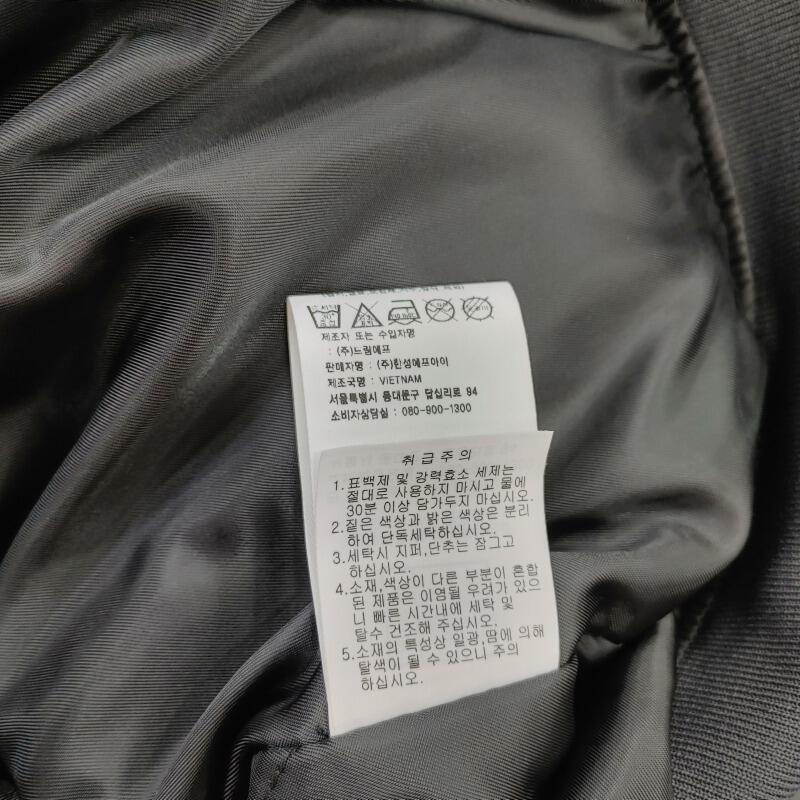 제조자 또는 수입자명
: (주)드림에프
판매자명 : (주)한성에프아이
제조국명 : VIETNAM
서울특별시 동대문구 답십리로 94
소비자상담실 : 080-900-1300
취급주의
1. 표백제 및 강력효소 세제는
절대로 사용하지 마시고 물에
30분 이상 담가두지 마십시오.
2. 짙은 색상과 밝은 색상은 분리
하여 단독세탁하십시오.
3. 세탁시 지퍼,단추는 잠그고
하십시오.
4. 소재,색상이 다른 부분이 혼합
된 제품은 이염될 우려가 있으
니 빠른 시간내에 세탁 및
탈수 건조해 주십시오.
5. 소재의 특성상 일광,땀에 의해
탈색이 될 수 있으니 주의
하십시오.